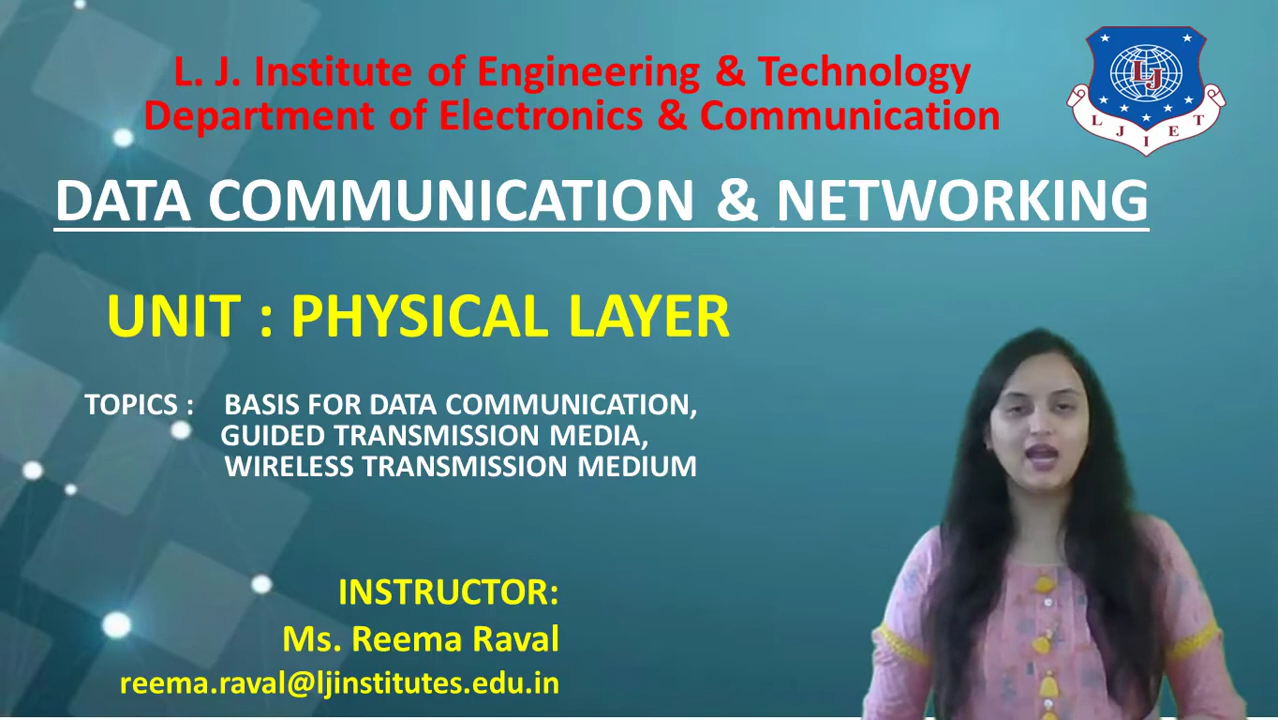 L. J. Institute of Engineering & Technology
Department of Electronics & Communication
LJ
L J I E T
DATA COMMUNICATION & NETWORKING
UNIT : PHYSICAL LAYER
TOPICS : BASIS FOR DATA COMMUNICATION,
GUIDED TRANSMISSION MEDIA,
WIRELESS TRANSMISSION MEDIUM
INSTRUCTOR:
Ms. Reema Raval
reema.raval@ljinstitutes.edu.in